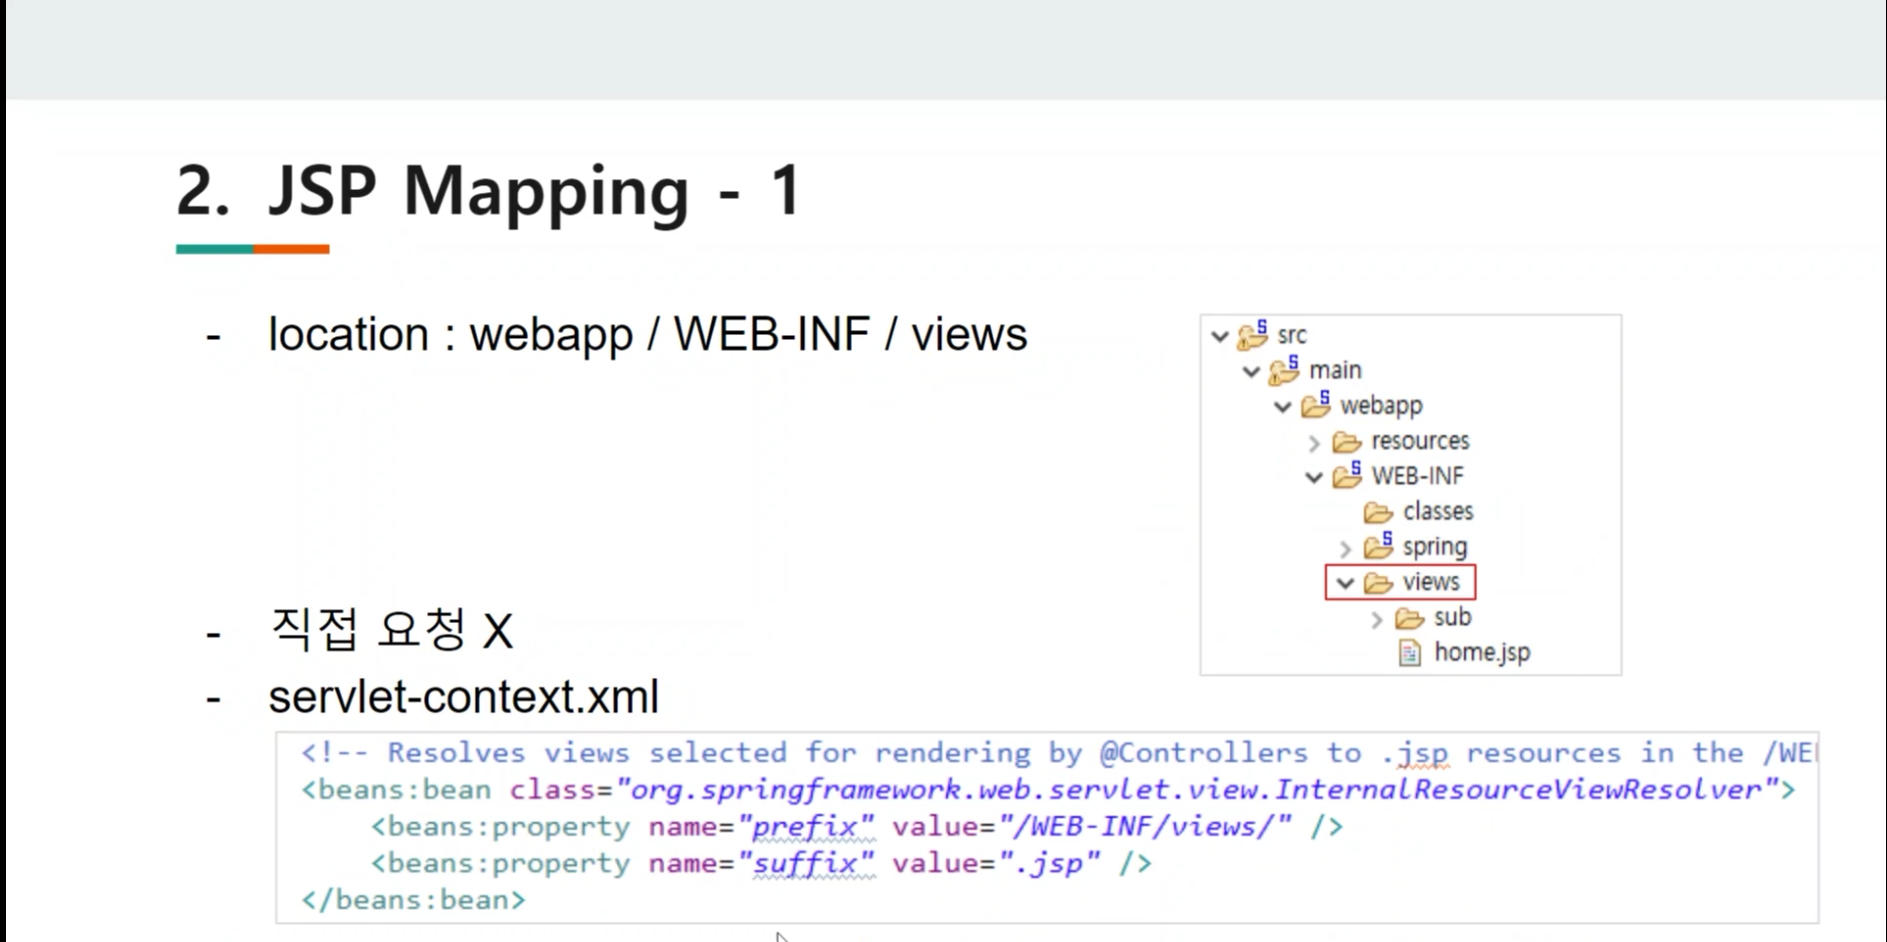 2. JSP Mapping - 1
- location : webapp / WEB-INF / views
src
main
webapp
resources
WEB-INF
classes
spring
views
sub
home.jsp
- 직접 요청 X
- servlet-context.xml
<!-- Resolves views selected for rendering by @Controllers to .jsp resources in the /WE
<beans:bean class="org.springframework.web.servlet.view.InternalResourceViewResolver">
<beans:property name="prefix" value="/WEB-INF/views/" />
<beans:property name="suffix" value=".jsp" />
</beans:bean>